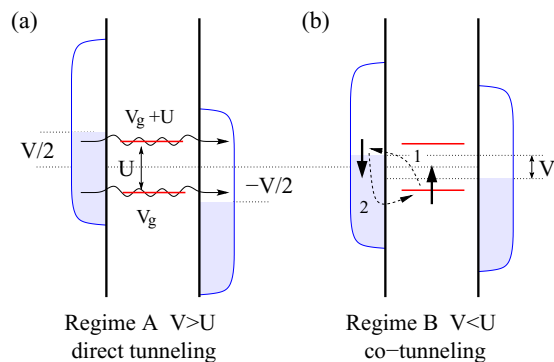 (a)
(b)
V_g +U
V/2
U
1
V
−V/2
2
V_g
Regime A V>U
direct tunneling
Regime B V<U
co−tunneling